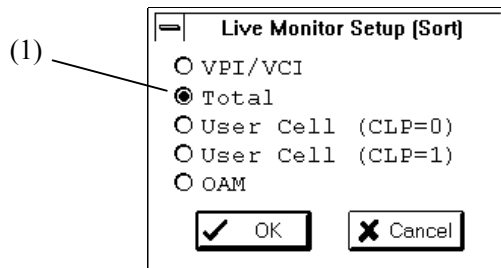 Live Monitor Setup (Sort)
(1)
VPI/VCI
Total
User Cell (CLP=0)
User Cell (CLP=1)
OAM
OK Cancel